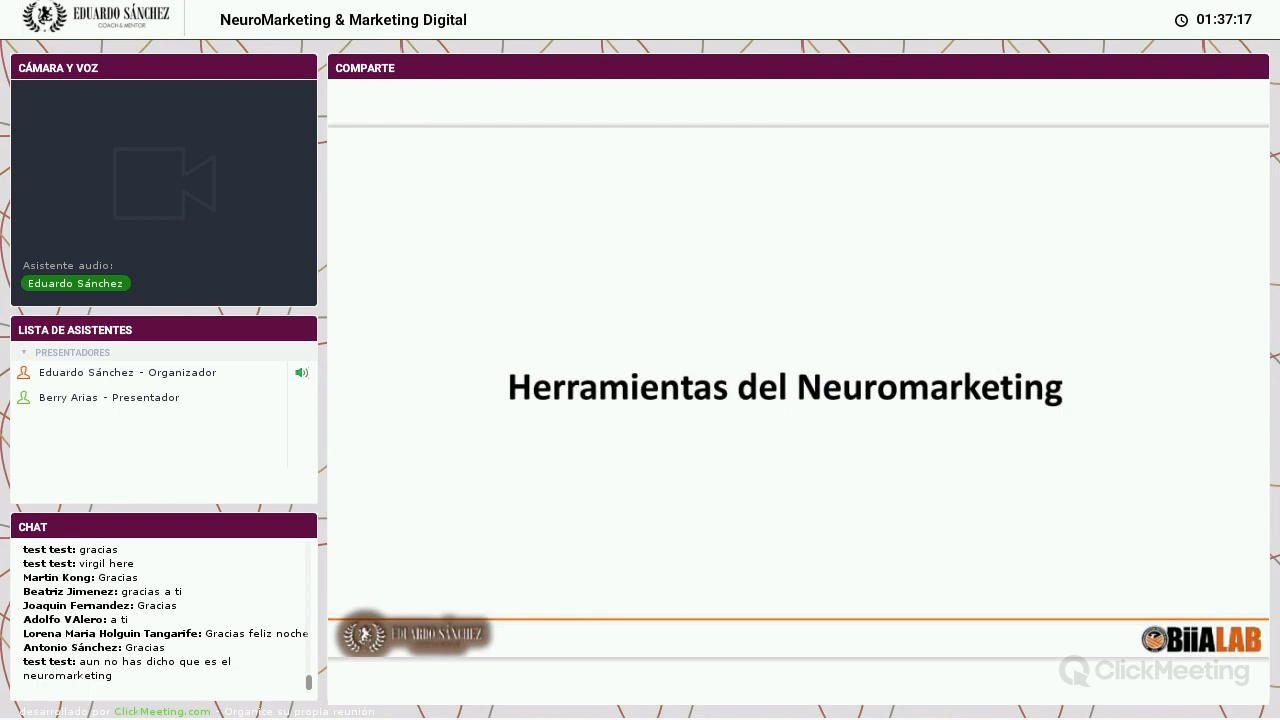 EDUARDO SÁNCHEZ
COACH & MENTOR
NeuroMarketing & Marketing Digital
01:37:17
CÁMARA Y VOZ
Asistente audio:
Eduardo Sánchez
LISTA DE ASISTENTES
PRESENTADORES
Eduardo Sánchez - Organizador
Berry Arias - Presentador
CHAT
test test: gracias
test test: virgil here
Martin Kong: Gracias
Beatriz Jimenez: gracias a ti
Joaquin Fernandez: Gracias
Adolfo VAlero: a ti
Lorena Maria Holguin Tangarife: Gracias feliz noche
Antonio Sánchez: Gracias
test test: aun no has dicho que es el
neuromarketing
desarrollado por ClickMeeting.com - Organice su propia reunión
COMPARTE
Herramientas del Neuromarketing
EDUARDO SÁNCHEZ
BiiALAB
ClickMeeting